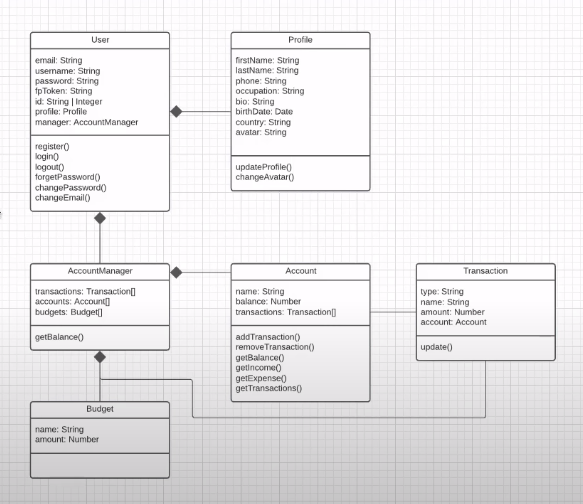 User
email: String
username: String
password: String
fpToken: String
id: String | Integer
profile: Profile
manager: AccountManager
register()
login()
logout()
forgetPassword()
changePassword()
changeEmail()
Profile
firstName: String
lastName: String
phone: String
occupation: String
bio: String
birthDate: Date
country: String
avatar: String
updateProfile()
changeAvatar()
AccountManager
transactions: Transaction[]
accounts: Account[]
budgets: Budget[]
getBalance()
Account
name: String
balance: Number
transactions: Transaction[]
addTransaction()
removeTransaction()
getBalance()
getIncome()
getExpense()
getTransactions()
Transaction
type: String
name: String
amount: Number
account: Account
update()
Budget
name: String
amount: Number